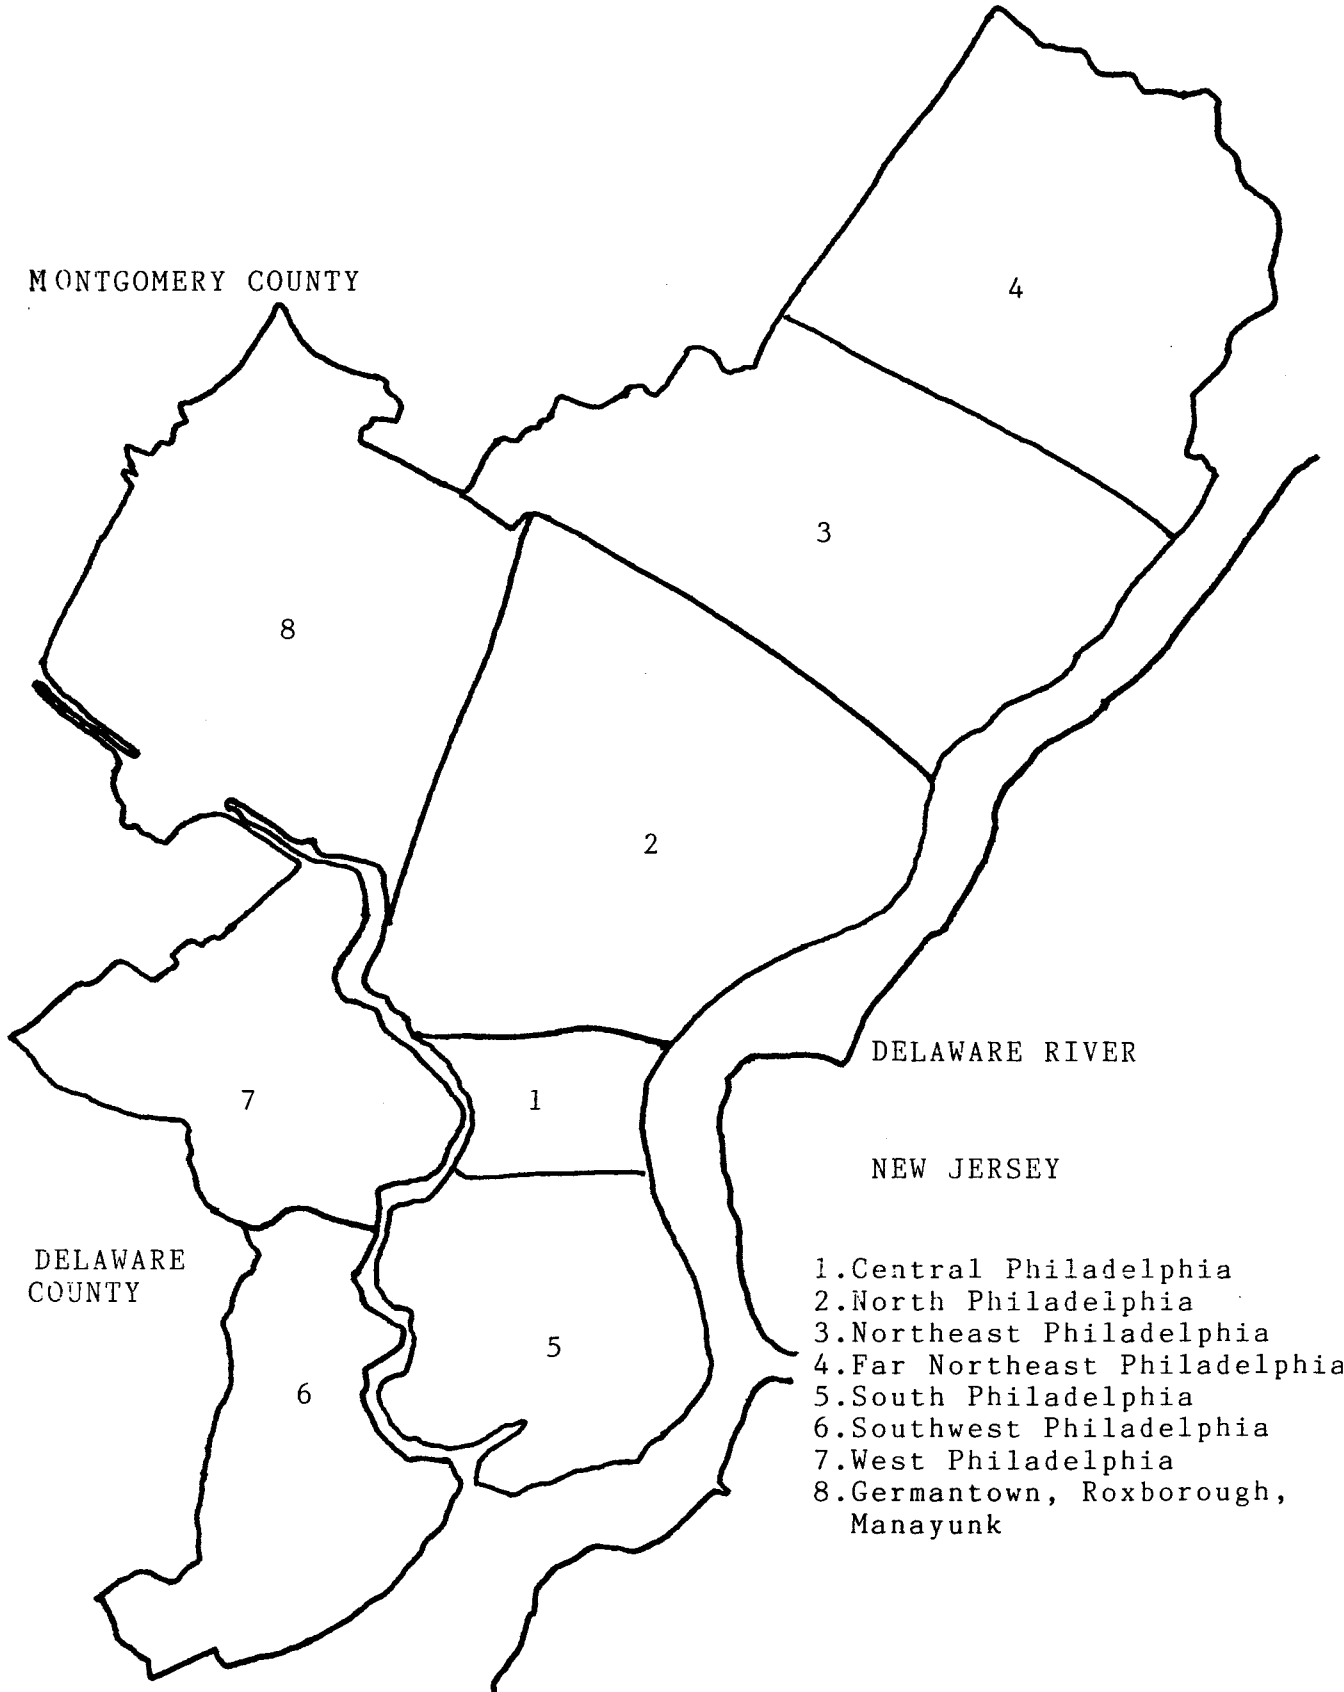 MONTGOMERY COUNTY
4
3
8
2
DELAWARE RIVER
7
1
NEW JERSEY
DELAWARE
COUNTY
5
6
1.Central Philadelphia
2.North Philadelphia
3.Northeast Philadelphia
4.Far Northeast Philadelphia
5.South Philadelphia
6.Southwest Philadelphia
7.West Philadelphia
8.Germantown, Roxborough,
Manayunk